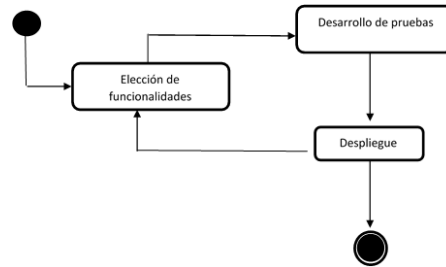 Desarrollo de pruebas
Elección de
funcionalidades
Despliegue